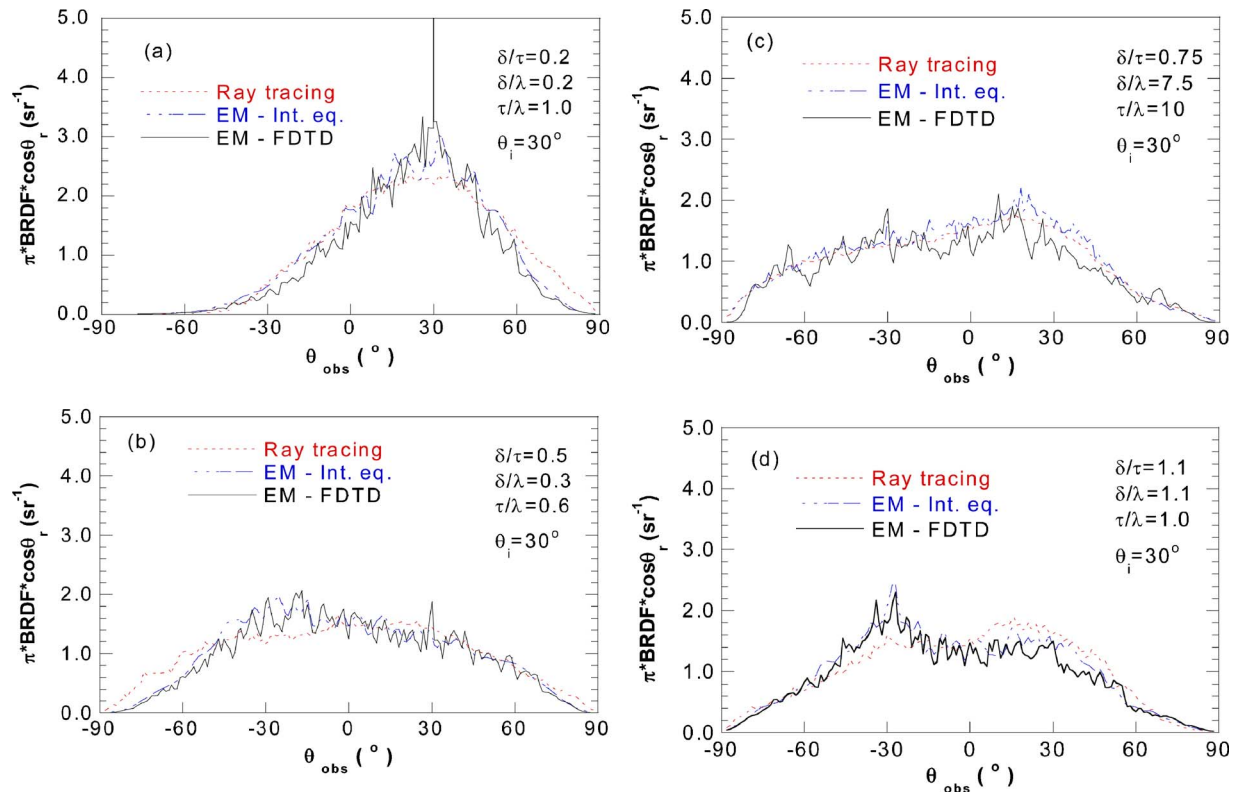 (a)
5.0
4.0
3.0
2.0
1.0
0.0
π*BRDF*cosθr (sr-1)
Ray tracing
EM - Int. eq.
EM - FDTD
δ/τ=0.2
δ/λ=0.2
τ/λ=1.0
θi=30°
-90 -60 -30 0 30 60 90
θobs (°)
(b)
5.0
4.0
3.0
2.0
1.0
0.0
π*BRDF*cosθr (sr-1)
Ray tracing
EM - Int. eq.
EM - FDTD
δ/τ=0.5
δ/λ=0.3
τ/λ=0.6
θi=30°
-90 -60 -30 0 30 60 90
θobs (°)
(c)
5.0
4.0
3.0
2.0
1.0
0.0
π*BRDF*cosθr (sr-1)
Ray tracing
EM - Int. eq.
EM - FDTD
δ/τ=0.75
δ/λ=7.5
τ/λ=10
θi=30°
-90 -60 -30 0 30 60 90
θobs (°)
(d)
5.0
4.0
3.0
2.0
1.0
0.0
π*BRDF*cosθr (sr-1)
Ray tracing
EM - Int. eq.
EM - FDTD
δ/τ=1.1
δ/λ=1.1
τ/λ=1.0
θi=30°
-90 -60 -30 0 30 60 90
θobs (°)